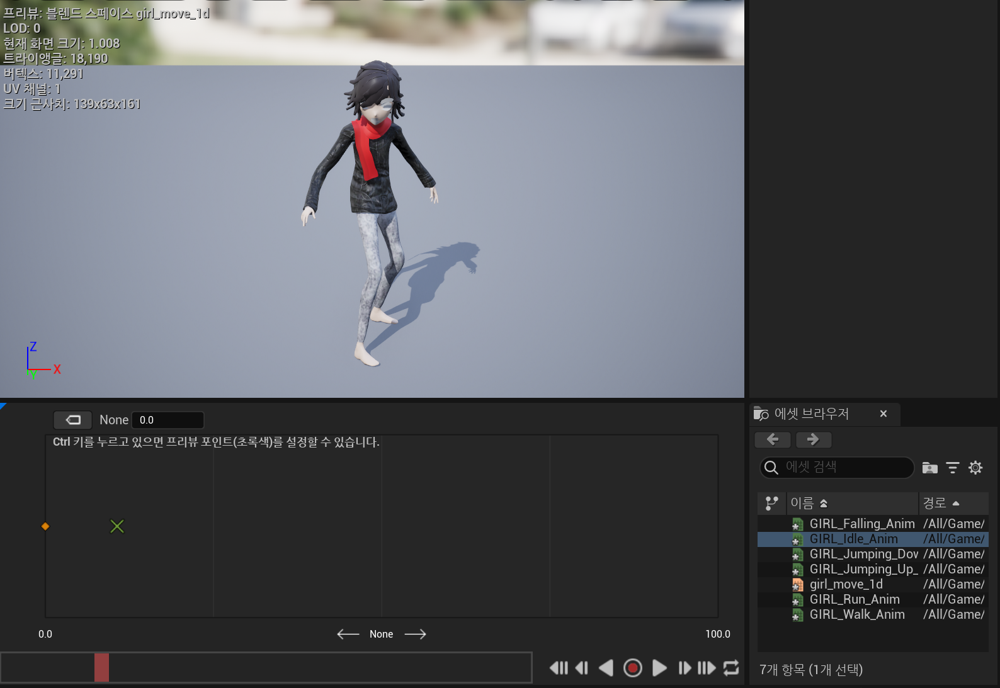 프리뷰: 블렌드 스페이스 girl_move_1d
LOD: 0
현재 화면 크기: 1.008
트라이앵글: 18,190
버텍스: 11,291
UV 채널: 1
크기 근사치: 139x63x161
Z
X
Y
None 0.0
Ctrl 키를 누르고 있으면 프리뷰 포인트(초록색)를 설정할 수 있습니다.
0.0
None
100.0
에셋 브라우저
에셋 검색
이름 경로
GIRL_Falling_Anim /All/Game/
GIRL_Idle_Anim /All/Game/
GIRL_Jumping_Dov /All/Game/
GIRL_Jumping_Up_ /All/Game/
girl_move_1d /All/Game/
GIRL_Run_Anim /All/Game/
GIRL_Walk_Anim /All/Game/
7개 항목 (1개 선택)